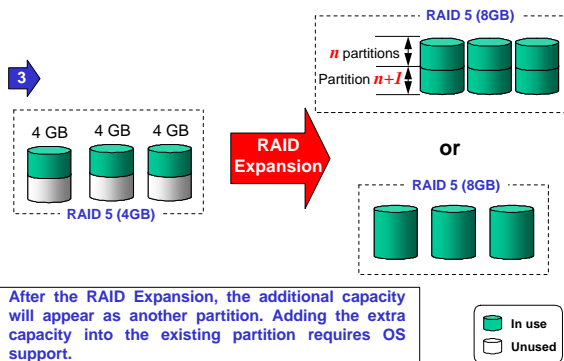 3
4 GB 4 GB 4 GB
RAID 5 (4GB)
RAID
Expansion
RAID 5 (8GB)
n partitions
Partition n+1
or
RAID 5 (8GB)
After the RAID Expansion, the additional capacity
will appear as another partition. Adding the extra
capacity into the existing partition requires OS
support.
In use
Unused